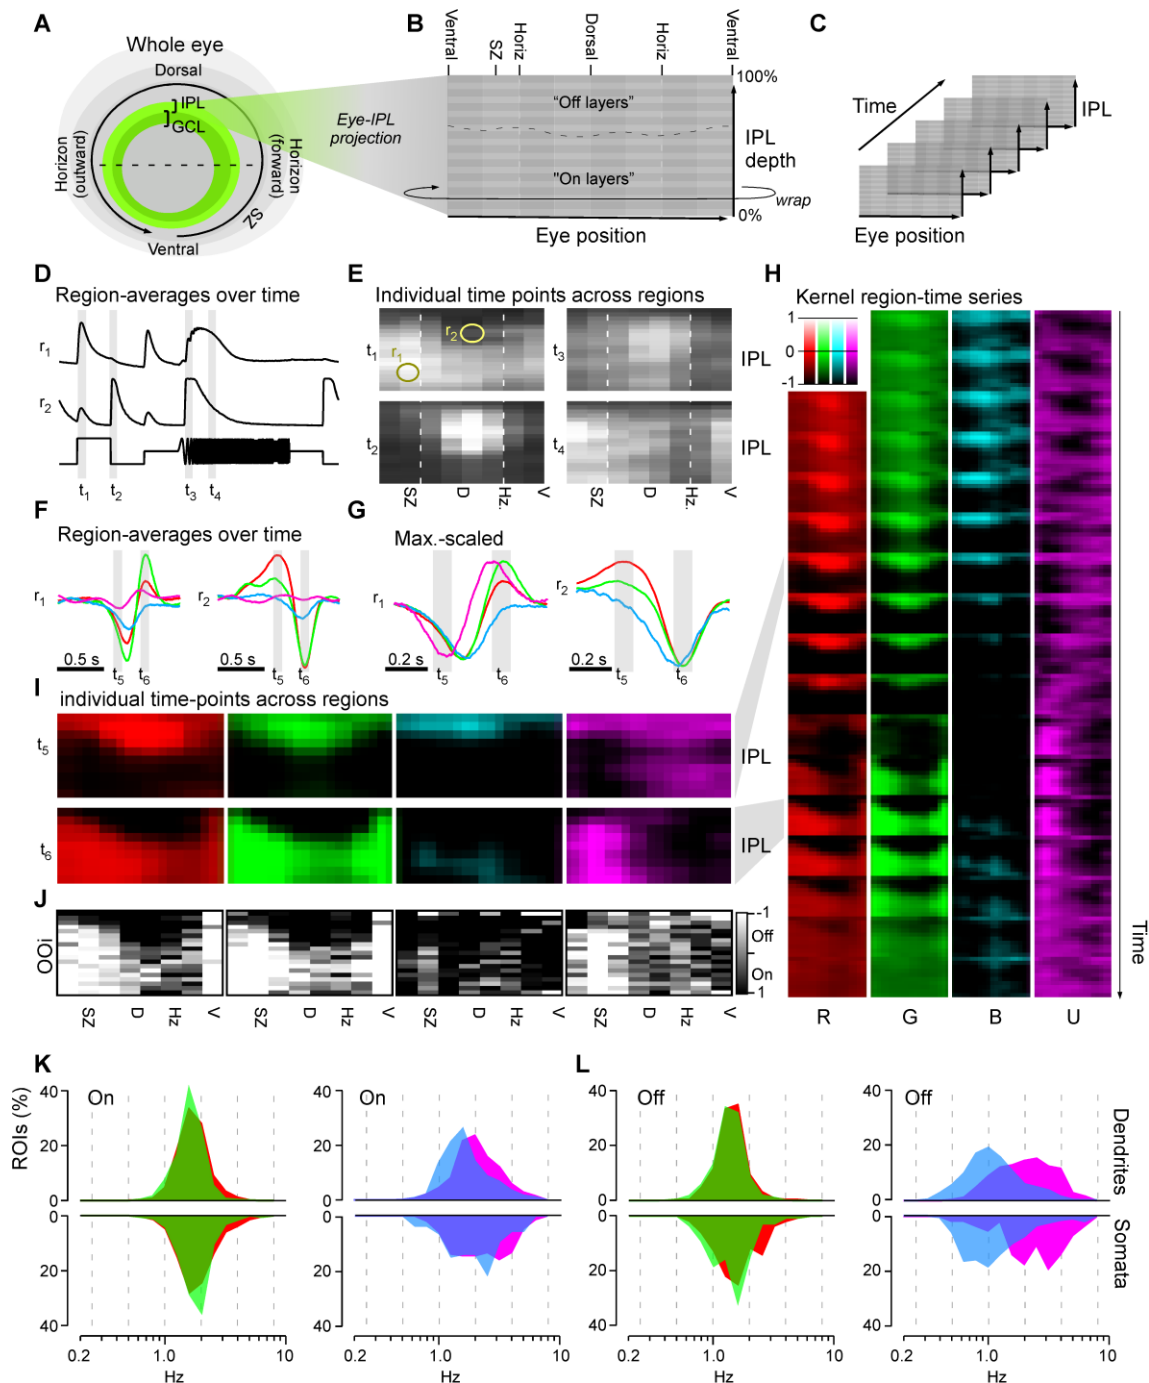 A
Whole eye
Dorsal
IPL
GCL
Horizon
(outward)
Horizon
(forward)
SZ
Ventral
Eye-IPL
projection
B
Ventral
SZ
Horiz
Dorsal
Horiz
Ventral
100%
"Off layers"
IPL
depth
"On layers"
0%
wrap
Eye position
C
Time
IPL
Eye position
D
Region-averages over time
r1
r2
t1
t2
t3
t4
E
Individual time points across regions
t1
r1
r2
t3
IPL
t2
t4
IPL
SZ
D
Hz.
V
SZ
D
Hz.
V
F
Region-averages over time
r1
r2
0.5 s
t5
t6
0.5 s
t5
t6
G
Max.-scaled
r1
r2
0.2 s
t5
t6
0.2 s
t5
t6
H
Kernel region-time series
1
0
-1
1
0
-1
R
G
B
U
Time
I
individual time-points across regions
t5
IPL
t6
IPL
J
OOi
-1
Off
On
1
SZ
D
Hz
V
SZ
D
Hz
V
SZ
D
Hz
V
SZ
D
Hz
V
K
ROIs (%)
On
40
20
0
0
20
40
0.2
1.0
10
Hz
On
40
20
0
0
20
40
0.2
1.0
10
Hz
L
Off
40
20
0
0
20
40
0.2
1.0
10
Hz
Off
40
20
0
0
20
40
0.2
1.0
10
Hz
Dendrites
Somata